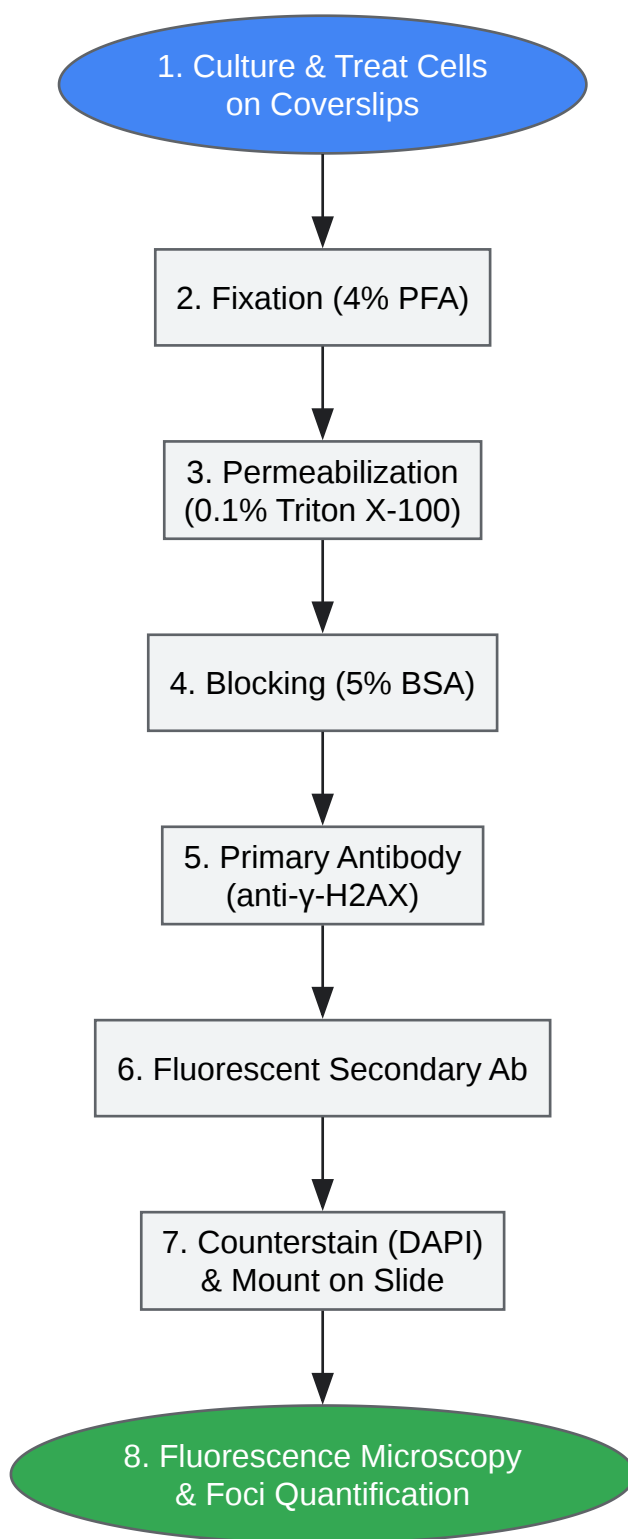 1. Culture & Treat Cells
on Coverslips
2. Fixation (4% PFA)
3. Permeabilization
(0.1% Triton X-100)
4. Blocking (5% BSA)
5. Primary Antibody
(anti-γ-H2AX)
6. Fluorescent Secondary Ab
7. Counterstain (DAPI)
& Mount on Slide
8. Fluorescence Microscopy
& Foci Quantification